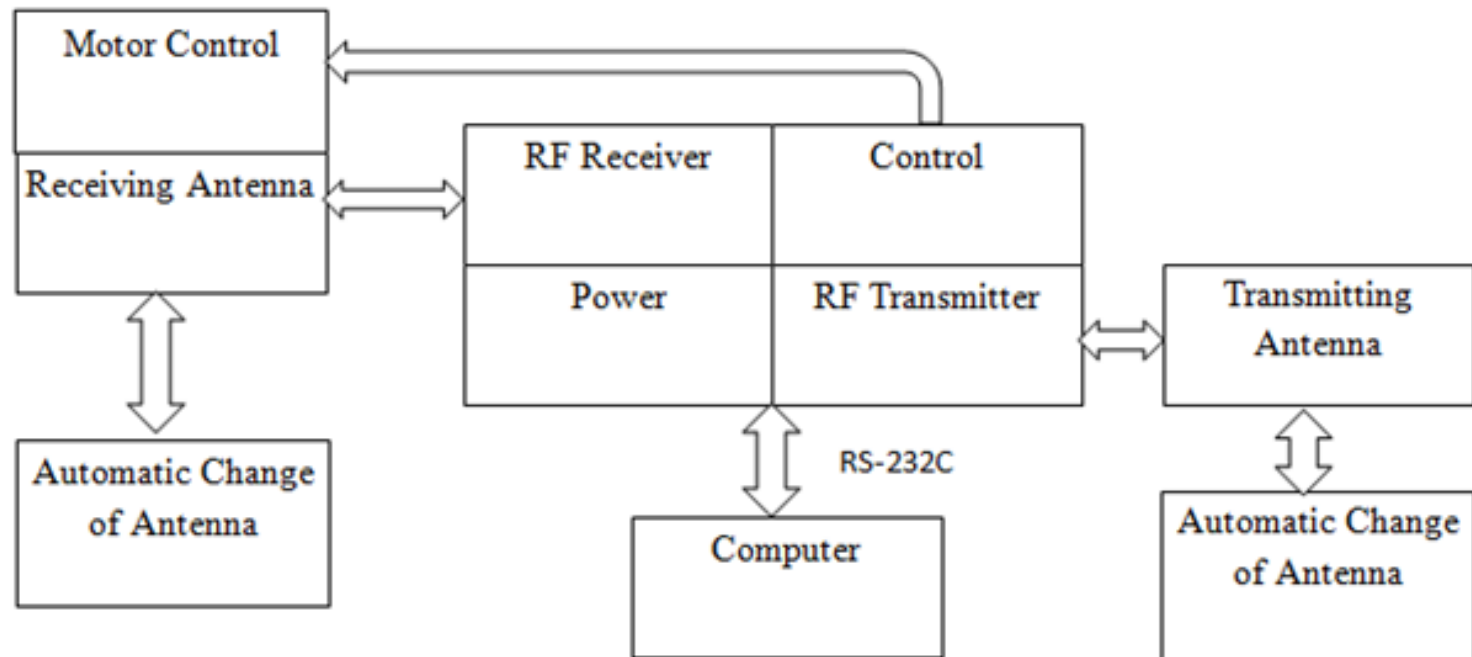 Motor Control
Receiving Antenna
RF Receiver
Control
Power
RF Transmitter
Transmitting
Antenna
Automatic Change
of Antenna
RS-232C
Computer
Automatic Change
of Antenna